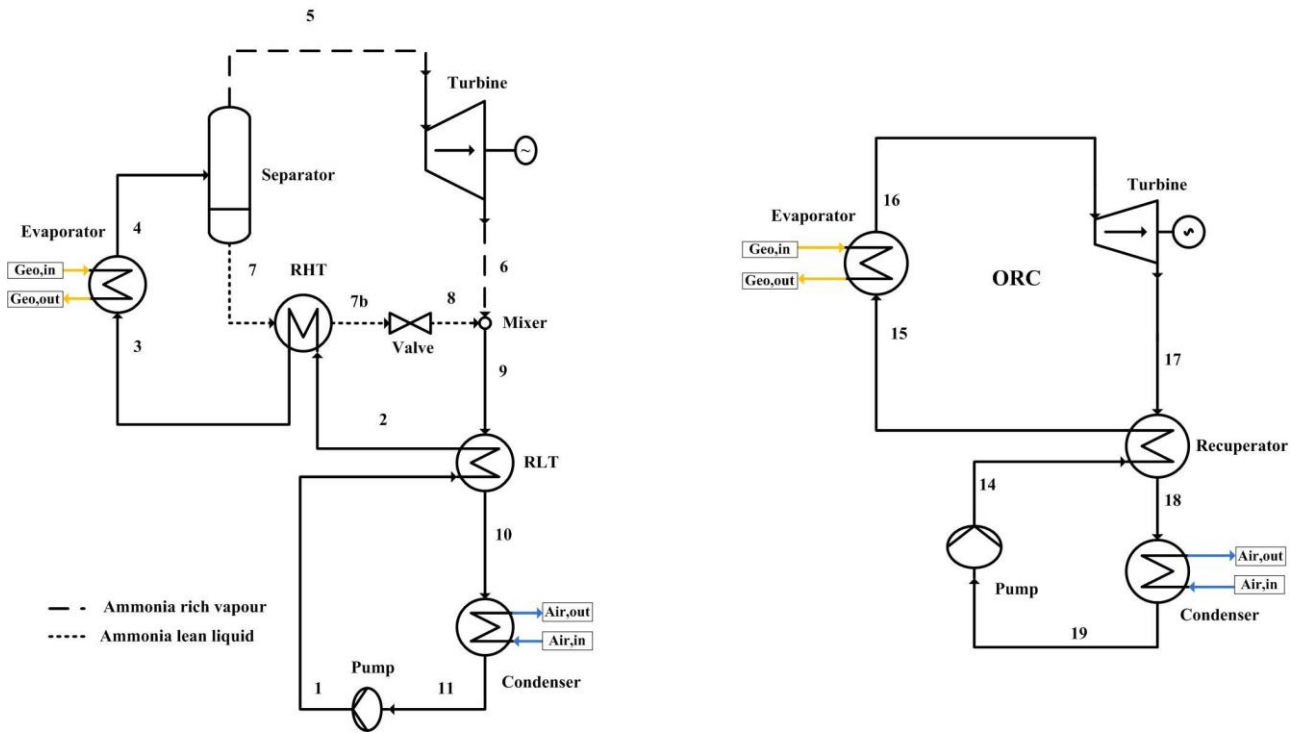 5
Turbine
~
Separator
Evaporator
4
Geo,in
Geo,out
7
RHT
7b
8
6
Mixer
Valve
3
9
2
RLT
10
Ammonia rich vapour
Ammonia lean liquid
Air,out
Air,in
Pump
1
11
Condenser
Turbine
16
Evaporator
~
Geo,in
Geo,out
ORC
15
17
Recuperator
14
18
Air,out
Air,in
Pump
Condenser
19